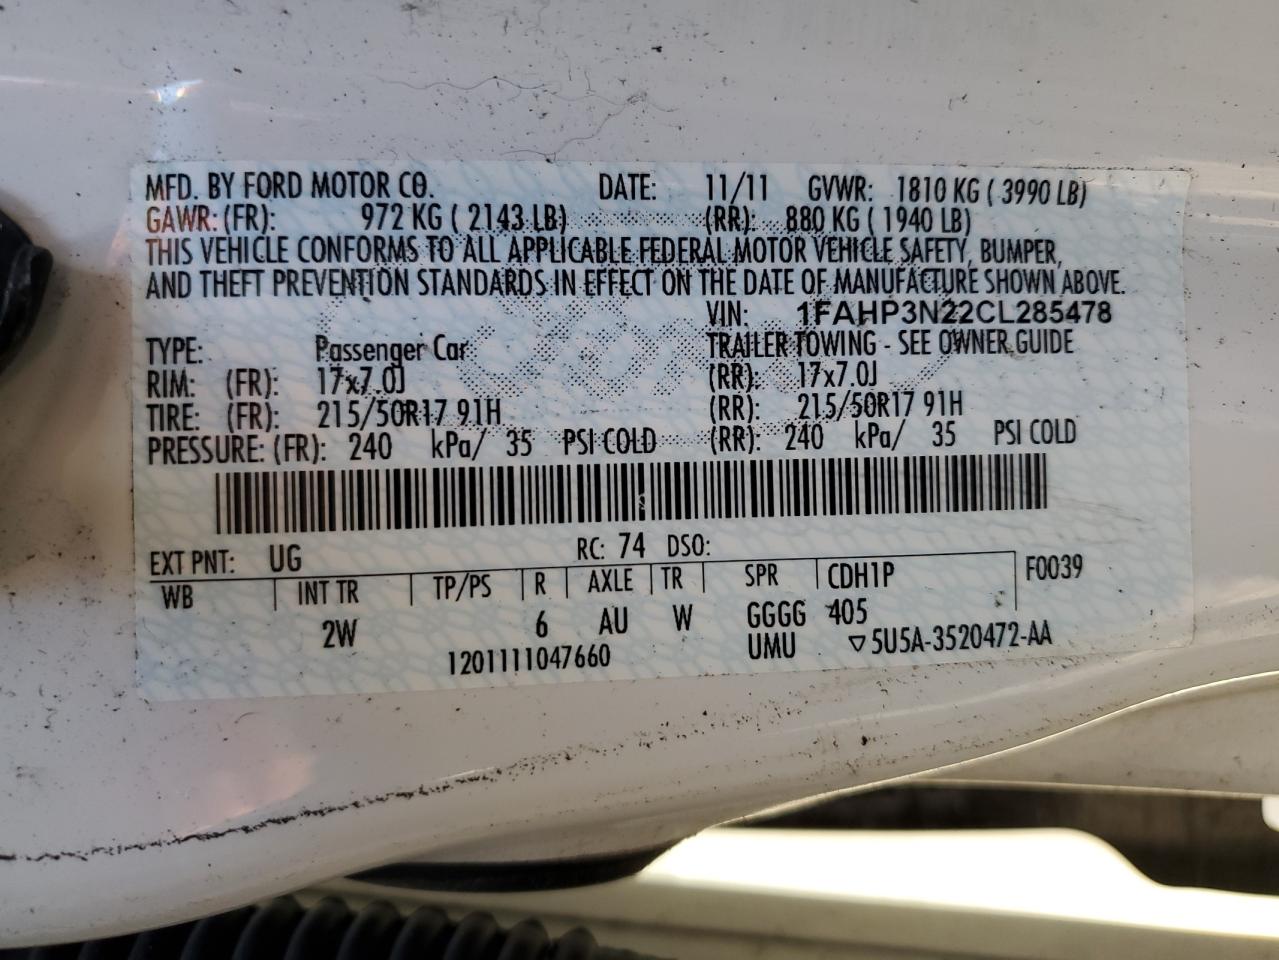 MFD. BY FORD MOTOR CO. DATE: 11/11 GVWR: 1810 KG ( 3990 LB)
GAWR: (FR): 972 KG ( 2143 LB) (RR): 880 KG ( 1940 LB)
THIS VEHICLE CONFORMS TO ALL APPLICABLE FEDERAL MOTOR VEHICLE SAFETY, BUMPER,
AND THEFT PREVENTION STANDARDS IN EFFECT ON THE DATE OF MANUFACTURE SHOWN ABOVE.
VIN: 1FAHP3N22CL285478
TYPE: Passenger Car TRAILER TOWING - SEE OWNER GUIDE
RIM: (FR): 17x7.0J (RR): 17x7.0J
TIRE: (FR): 215/50R17 91H (RR): 215/50R17 91H
PRESSURE: (FR): 240 kPa/ 35 PSI COLD (RR): 240 kPa/ 35 PSI COLD
EXT PNT: UG RC: 74 DSO:
WB INT TR TP/PS R AXLE TR SPR CDH1P F0039
2W 6 AU W GGGG 405
1201111047660 UMU ▽5U5A-3520472-AA